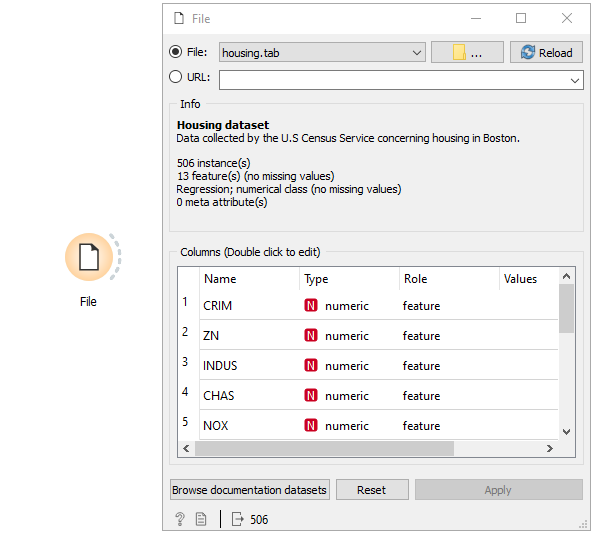 File
File: housing.tab ... Reload
URL:
Info
Housing dataset
Data collected by the U.S Census Service concerning housing in Boston.
506 instance(s)
13 feature(s) (no missing values)
Regression; numerical class (no missing values)
0 meta attribute(s)
Columns (Double click to edit)
Name Type Role Values
1 CRIM N numeric feature
2 ZN N numeric feature
3 INDUS N numeric feature
4 CHAS N numeric feature
5 NOX N numeric feature
Browse documentation datasets Reset Apply
? 506
File